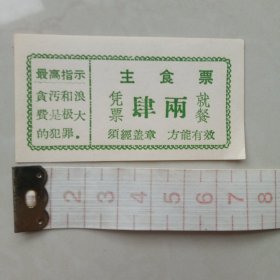 最高指示
貪污和浪
費是极大
的犯罪。
主食票
凭票 肆兩 就餐
須經盖章 方能有效
1 2 3 4 5 6 7 8